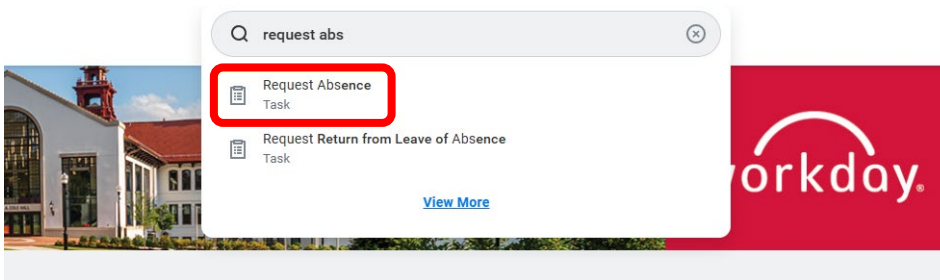 request abs
Request Absence
Task
Request Return from Leave of Absence
Task
View More
orkday.